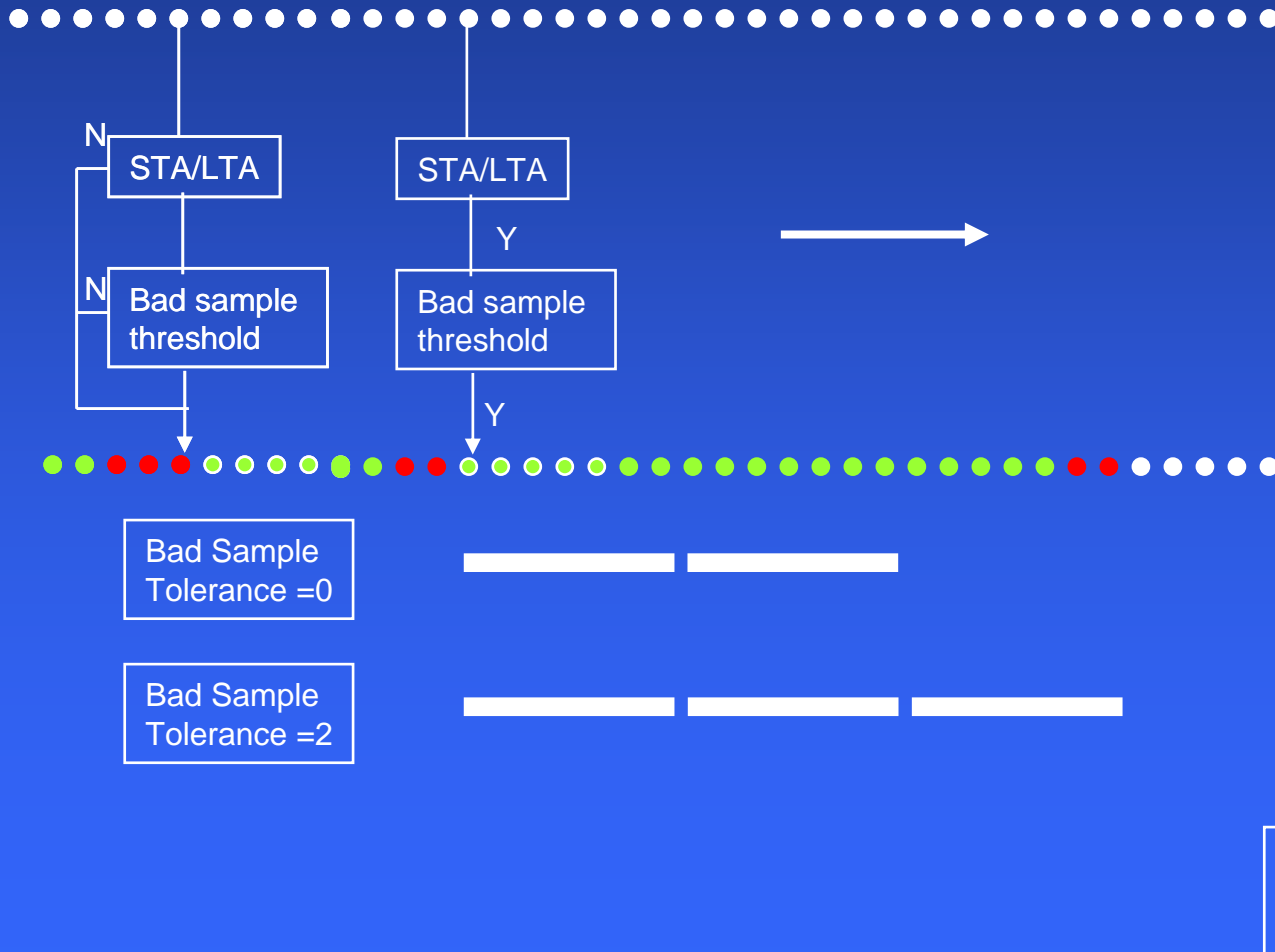 N
STA/LTA
STA/LTA
Y
N
Bad sample
threshold
Bad sample
threshold
Y
Bad Sample
Tolerance =0
Bad Sample
Tolerance =2